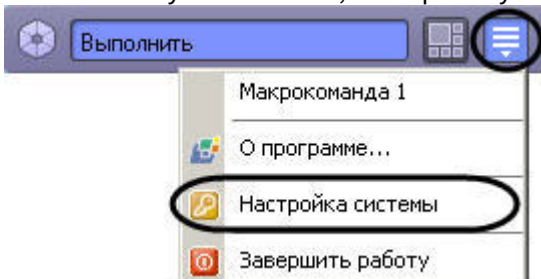 Выполнить
Макрокоманда 1
О программе...
Настройка системы
Завершить работу